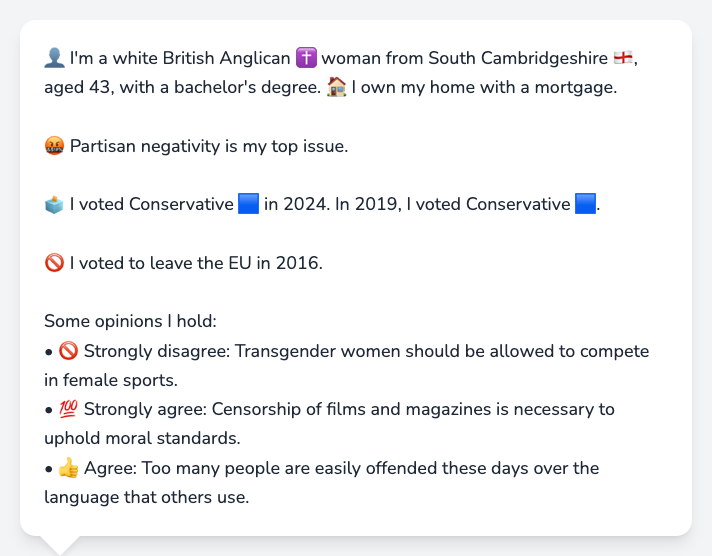 👤 I'm a white British Anglican ✝️ woman from South Cambridgeshire 🏴󠁧󠁢󠁥󠁮󠁧󠁿,
aged 43, with a bachelor's degree. 🏠 I own my home with a mortgage.
🤬 Partisan negativity is my top issue.
🗳️ I voted Conservative 🟦 in 2024. In 2019, I voted Conservative 🟦.
🚫 I voted to leave the EU in 2016.
Some opinions I hold:
• 🚫 Strongly disagree: Transgender women should be allowed to compete
in female sports.
• 💯 Strongly agree: Censorship of films and magazines is necessary to
uphold moral standards.
• 👍 Agree: Too many people are easily offended these days over the
language that others use.